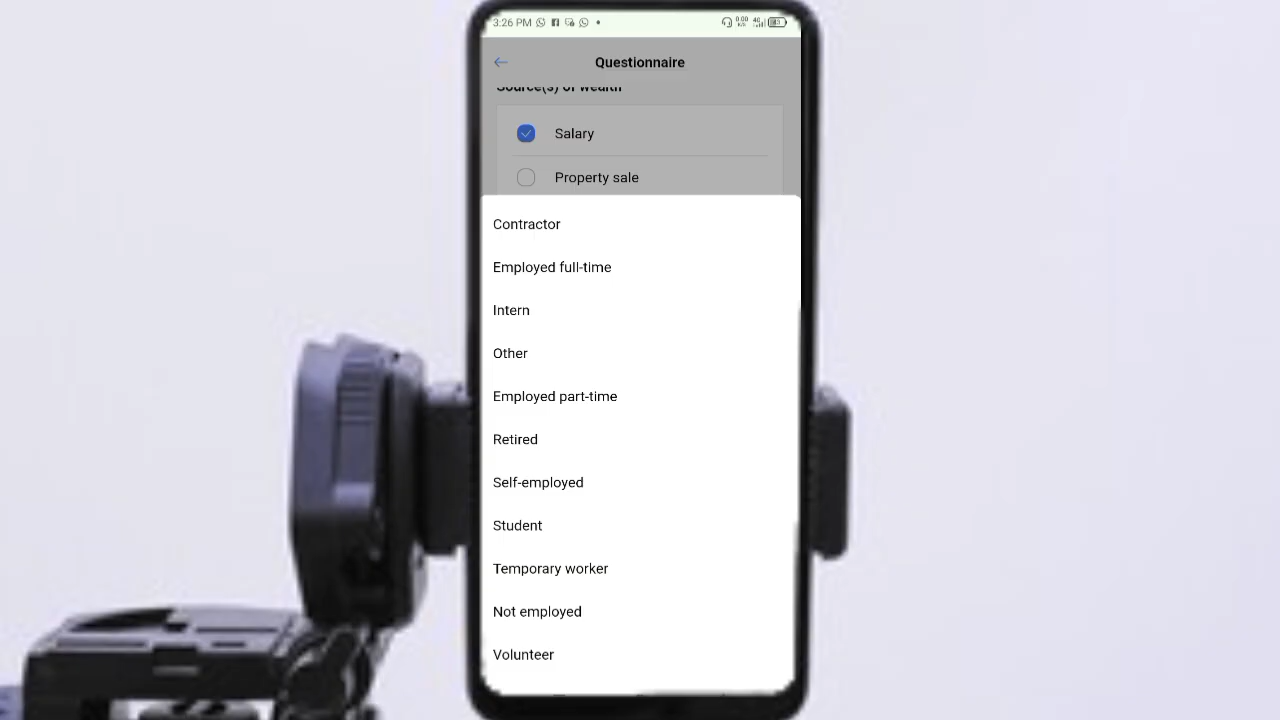 3:26 PM
Questionnaire
Source(s) of wealth
Salary
Property sale
Contractor
Employed full-time
Intern
Other
Employed part-time
Retired
Self-employed
Student
Temporary worker
Not employed
Volunteer